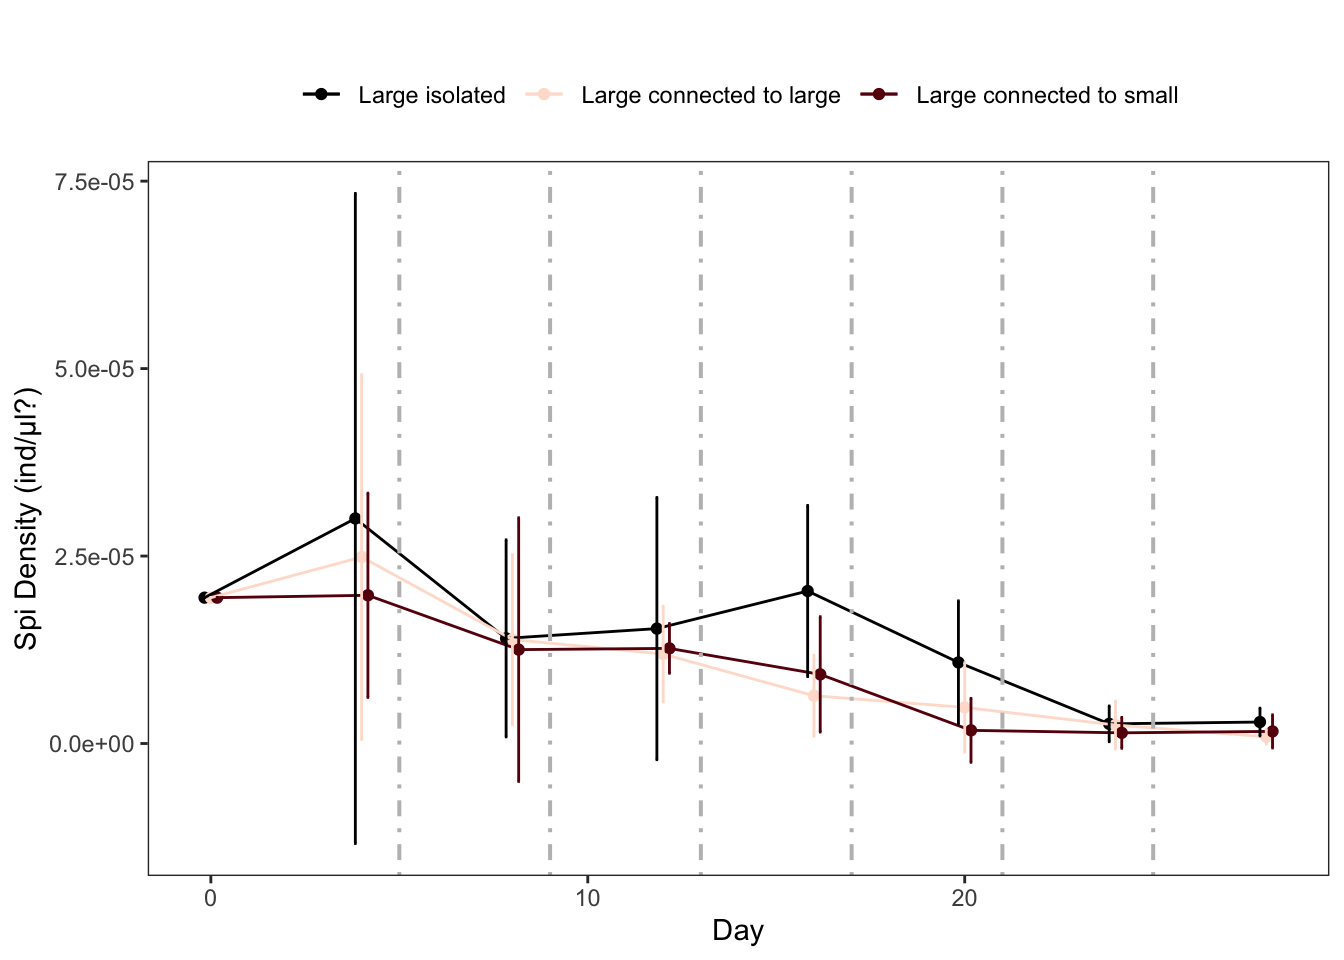 Large isolated Large connected to large Large connected to small
7.5e-05
5.0e-05
2.5e-05
0.0e+00
Spi Density (ind/µl?)
0 10 20
Day